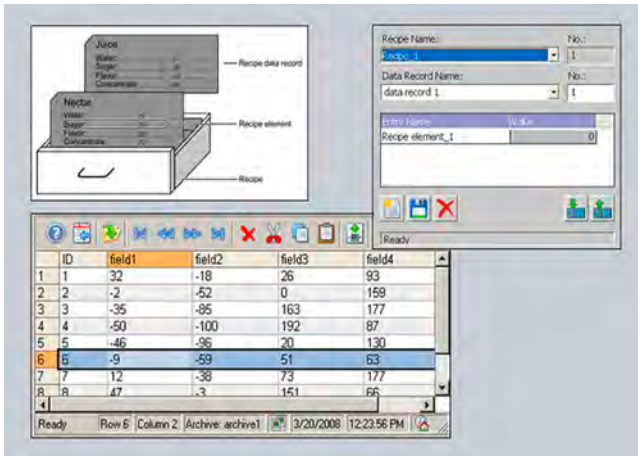 Juice
Water:
Sugar:
Flavor:
Concentrate:
Recipe data record
Nectar
Water:
Sugar:
Flavor:
Concentrate:
Recipe element
Recipe
Recipe Name: No.:
Recipe_1 1
Data Record Name: No.:
data record 1 1
Entry Name Value
Recipe element_1 0
Ready
ID field1 field2 field3 field4
1 1 32 -18 26 93
2 2 -2 -52 0 159
3 3 -35 -85 163 177
4 4 -50 -100 192 87
5 5 -46 -96 20 130
6 6 -9 -59 51 63
7 7 12 -38 73 177
8 8 47 -3 151 66
Ready Row 6 Column 2 Archive: archive1 3/20/2008 12:23:56 PM